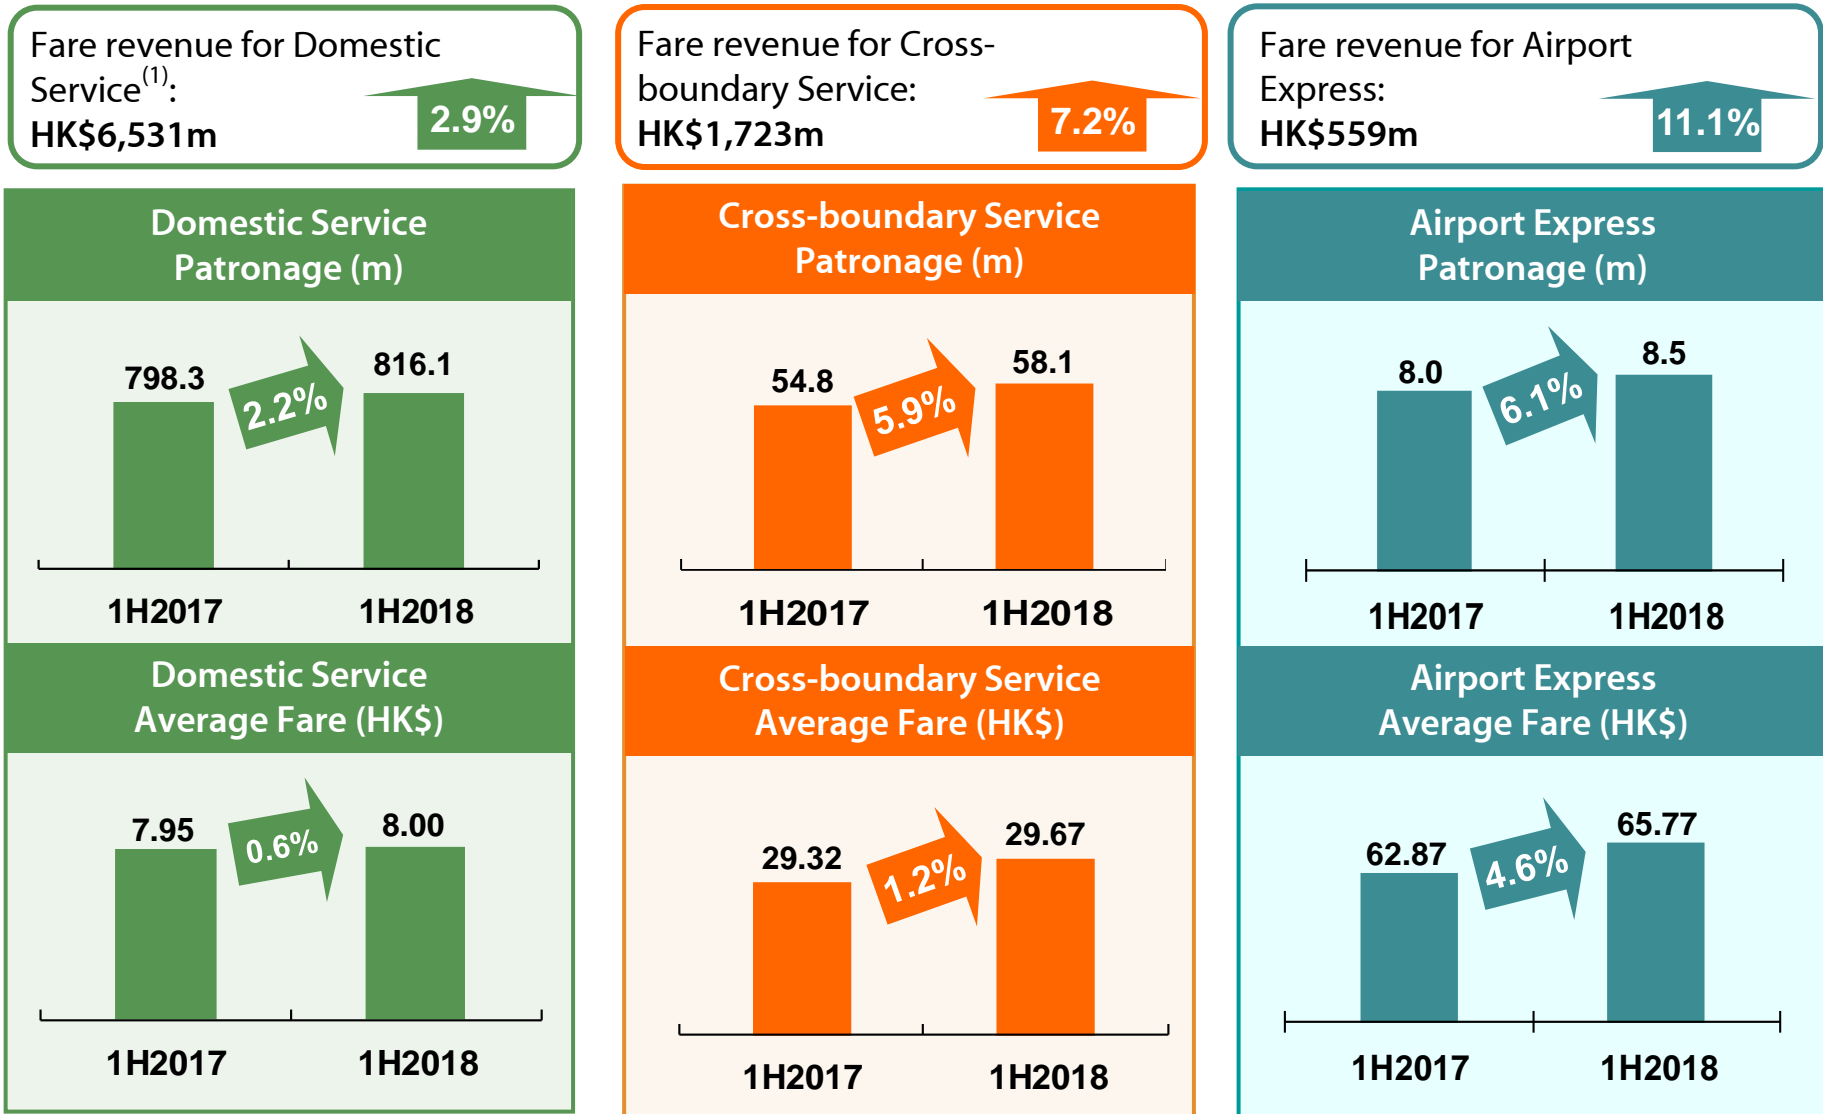 Fare revenue for Domestic
Service(1):
HK$6,531m
2.9%
Fare revenue for Cross-
boundary Service:
HK$1,723m
7.2%
Fare revenue for Airport
Express:
HK$559m
11.1%
Domestic Service
Patronage (m)
798.3
2.2%
816.1
1H2017
1H2018
Domestic Service
Average Fare (HK$)
7.95
0.6%
8.00
1H2017
1H2018
Cross-boundary Service
Patronage (m)
54.8
5.9%
58.1
1H2017
1H2018
Cross-boundary Service
Average Fare (HK$)
29.32
1.2%
29.67
1H2017
1H2018
Airport Express
Patronage (m)
8.0
6.1%
8.5
1H2017
1H2018
Airport Express
Average Fare (HK$)
62.87
4.6%
65.77
1H2017
1H2018